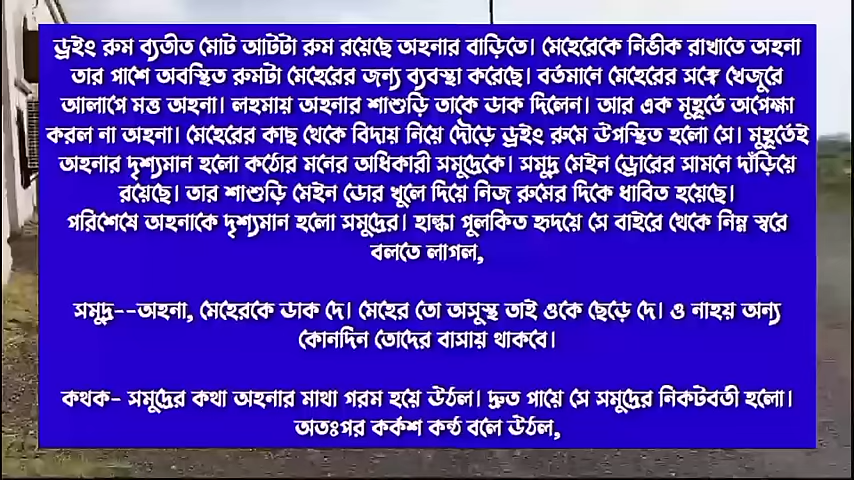 ড্রইং রুম ব্যতীত মোট আটটা রুম রয়েছে অহনার বাড়িতে। মেহেরেকে নির্ভীক রাখাতে অহনা
তার পাশে অবস্থিত রুমটা মেহেরের জন্য ব্যবস্থা করেছে। বর্তমানে মেহেরের সঙ্গে খেজুরে
আলাপে মত্ত অহনা। লহমায় অহনার শাশুড়ি তাকে ডাক দিলেন। আর এক মুহূর্তে অপেক্ষা
করল না অহনা। মেহেরের কাছ থেকে বিদায় নিয়ে দৌড়ে ড্রইং রুমে উপস্থিত হলো সে। মুহূর্তেই
অহনার দৃশ্যমান হলো কঠোর মনের অধিকারী সমুদ্রকে। সমুদ্র মেইন ড্রোরের সামনে দাঁড়িয়ে
রয়েছে। তার শাশুড়ি মেইন ডোর খুলে দিয়ে নিজ রুমের দিকে ধাবিত হয়েছে।
পরিশেষে অহনাকে দৃশ্যমান হলো সমুদ্রের। হাল্কা পুলকিত হৃদয়ে সে বাইরে থেকে নিম্ন স্বরে
বলতে লাগল,
সমুদ্র--অহনা, মেহেরকে ডাক দে। মেহের তো অসুস্থ তাই ওকে ছেড়ে দে। ও নাহয় অন্য
কোনদিন তোদের বাসায় থাকবে।
কথক- সমুদ্রের কথা অহনার মাথা গরম হয়ে উঠল। দ্রুত পায়ে সে সমুদ্রের নিকটবর্তী হলো।
অতঃপর কর্কশ কন্ঠ বলে উঠল,